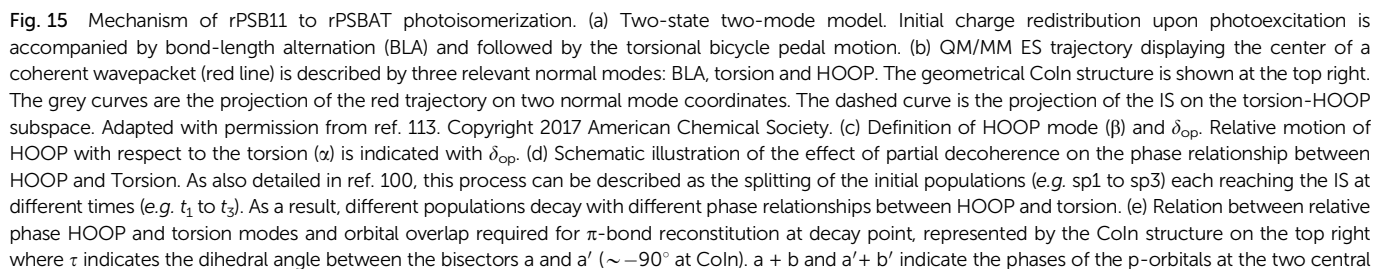 Fig. 15 Mechanism of rPSB11 to rPSBAT photoisomerization. (a) Two-state two-mode model. Initial charge redistribution upon photoexcitation is
accompanied by bond-length alternation (BLA) and followed by the torsional bicycle pedal motion. (b) QM/MM ES trajectory displaying the center of a
coherent wavepacket (red line) is described by three relevant normal modes: BLA, torsion and HOOP. The geometrical CoIn structure is shown at the top right.
The grey curves are the projection of the red trajectory on two normal mode coordinates. The dashed curve is the projection of the IS on the torsion-HOOP
subspace. Adapted with permission from ref. 113. Copyright 2017 American Chemical Society. (c) Definition of HOOP mode (β) and δop. Relative motion of
HOOP with respect to the torsion (α) is indicated with δop. (d) Schematic illustration of the effect of partial decoherence on the phase relationship between
HOOP and Torsion. As also detailed in ref. 100, this process can be described as the splitting of the initial populations (e.g. sp1 to sp3) each reaching the IS at
different times (e.g. t1 to t3). As a result, different populations decay with different phase relationships between HOOP and torsion. (e) Relation between relative
phase HOOP and torsion modes and orbital overlap required for π-bond reconstitution at decay point, represented by the CoIn structure on the top right
where τ indicates the dihedral angle between the bisectors a and a′ (~−90° at CoIn). a + b and a′+ b′ indicate the phases of the p-orbitals at the two central